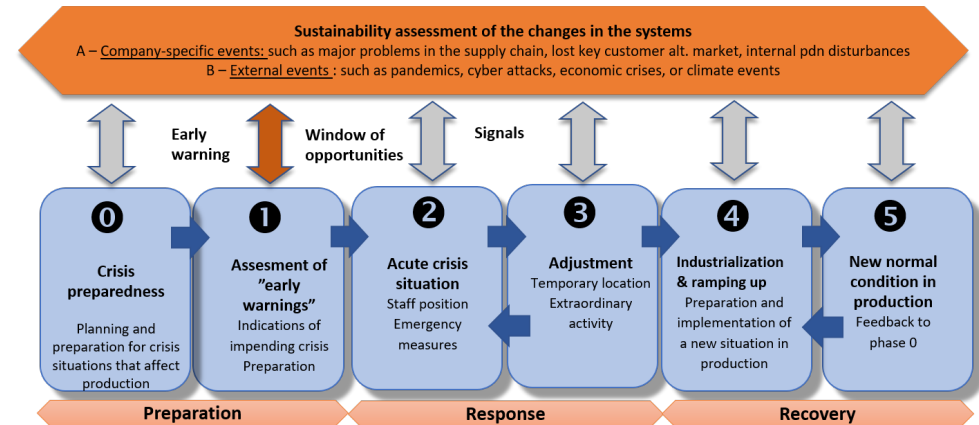 Sustainability assessment of the changes in the systems
A – Company-specific events: such as major problems in the supply chain, lost key customer alt. market, internal pdn disturbances
B – External events : such as pandemics, cyber attacks, economic crises, or climate events
Early
warning
Window of
opportunities
Signals
0
Crisis
preparedness
Planning and
preparation for crisis
situations that affect
production
1
Assesment of
”early
warnings”
Indications of
impending crisis
Preparation
2
Acute crisis
situation
Staff position
Emergency
measures
3
Adjustment
Temporary location
Extraordinary
activity
4
Industrialization
& ramping up
Preparation and
implementation of
a new situation in
production
5
New normal
condition in
production
Feedback to
phase 0
Preparation
Response
Recovery